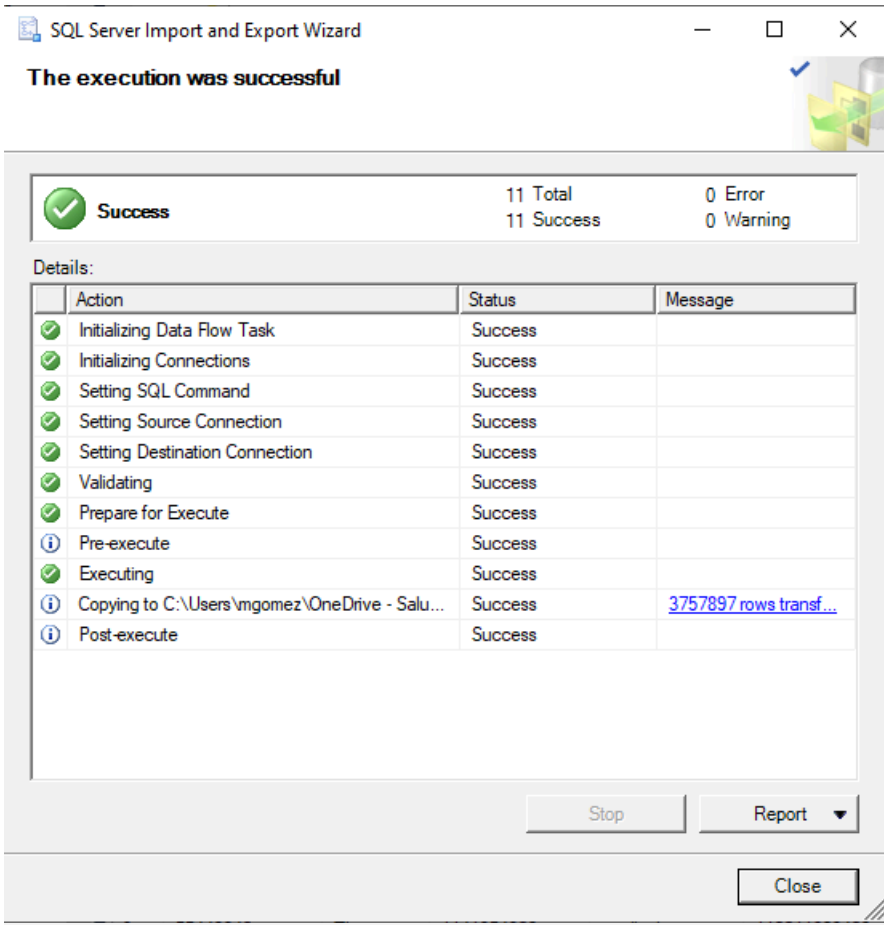 SQL Server Import and Export Wizard
The execution was successful
Success
11 Total
0 Error
11 Success
0 Warning
Details:
Action Status Message
Initializing Data Flow Task Success
Initializing Connections Success
Setting SQL Command Success
Setting Source Connection Success
Setting Destination Connection Success
Validating Success
Prepare for Execute Success
Pre-execute Success
Executing Success
Copying to C:\Users\mgomez\OneDrive - Salu... Success 3757897 rows transf...
Post-execute Success
Stop Report
Close